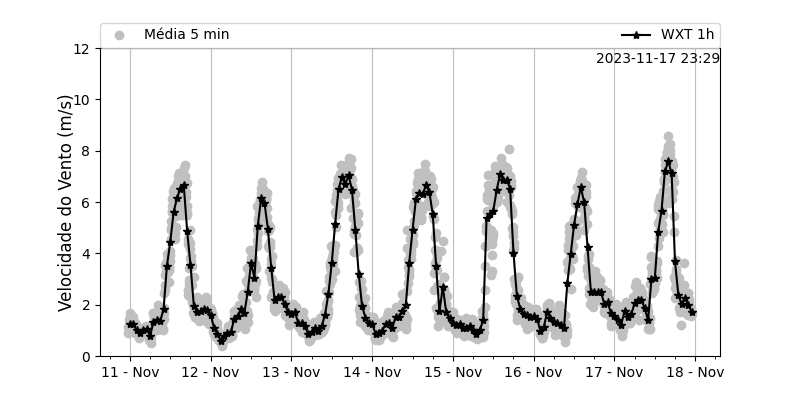 Média 5 min
WXT 1h
2023-11-17 23:29
Velocidade do Vento (m/s)
12
10
8
6
4
2
0
11 - Nov
12 - Nov
13 - Nov
14 - Nov
15 - Nov
16 - Nov
17 - Nov
18 - Nov